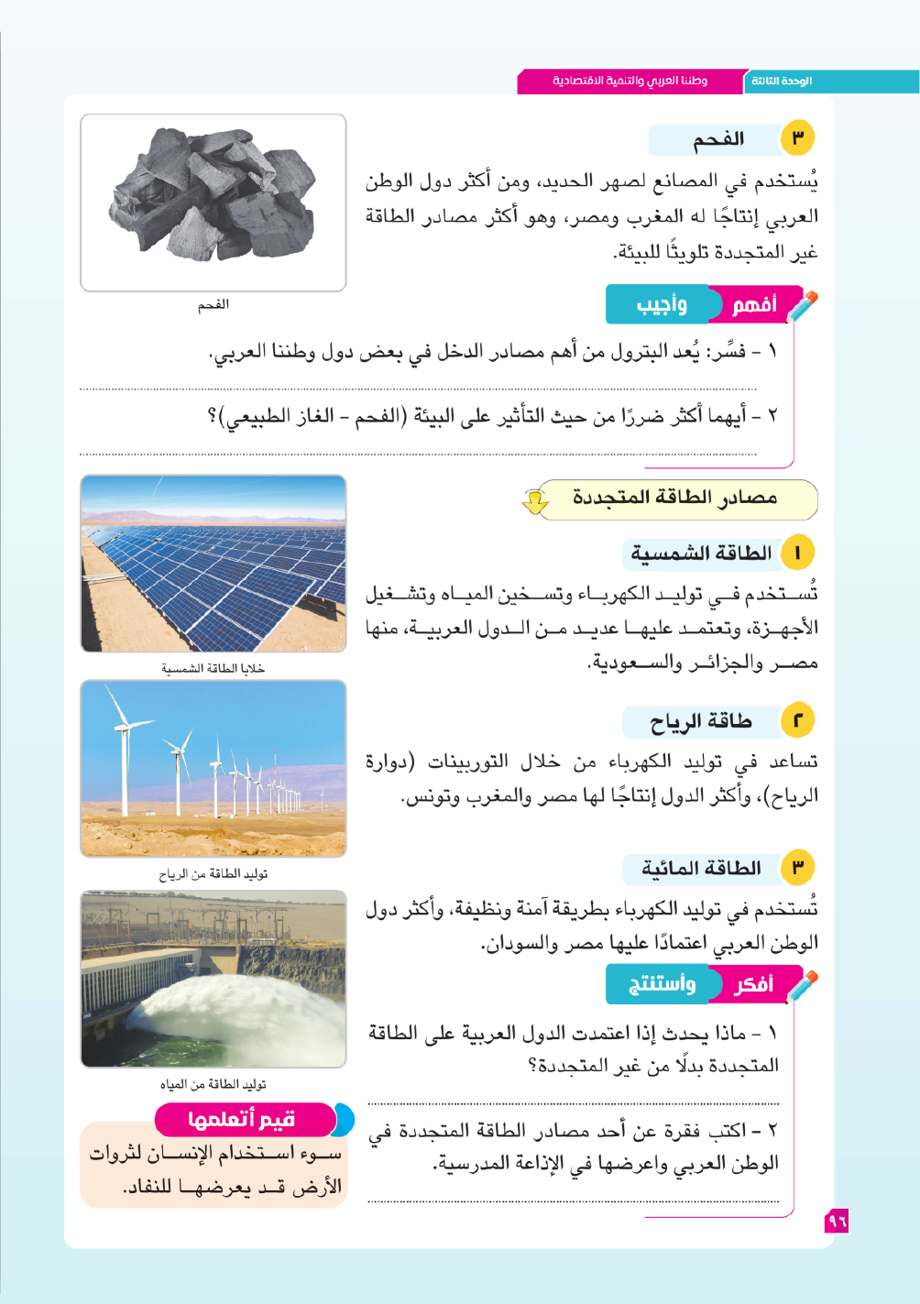 الوحدة الثالثة
وطننا العربي والتنمية الاقتصادية
٣ الفحم
يُستخدم في المصانع لصهر الحديد، ومن أكثر دول الوطن
العربي إنتاجًا له المغرب ومصر، وهو أكثر مصادر الطاقة
غير المتجددة تلويثًا للبيئة.
الفحم
أفهم وأجيب
١ - فسِّر: يُعد البترول من أهم مصادر الدخل في بعض دول وطننا العربي.
٢ - أيهما أكثر ضررًا من حيث التأثير على البيئة (الفحم - الغاز الطبيعي)؟
مصادر الطاقة المتجددة
١ الطاقة الشمسية
تُستخدم في توليد الكهرباء وتسخين المياه وتشغيل
الأجهزة، وتعتمد عليها عديد من الدول العربية، منها
مصر والجزائر والسعودية.
خلايا الطاقة الشمسية
٢ طاقة الرياح
تساعد في توليد الكهرباء من خلال التوربينات (دوارة
الرياح)، وأكثر الدول إنتاجًا لها مصر والمغرب وتونس.
توليد الطاقة من الرياح
٣ الطاقة المائية
تُستخدم في توليد الكهرباء بطريقة آمنة ونظيفة، وأكثر دول
الوطن العربي اعتمادًا عليها مصر والسودان.
توليد الطاقة من المياه
أفكر وأستنتج
١ - ماذا يحدث إذا اعتمدت الدول العربية على الطاقة
المتجددة بدلًا من غير المتجددة؟
٢ - اكتب فقرة عن أحد مصادر الطاقة المتجددة في
الوطن العربي واعرضها في الإذاعة المدرسية.
قيم أتعلمها
سوء استخدام الإنسان لثروات
الأرض قد يعرضها للنفاد.
٩٦